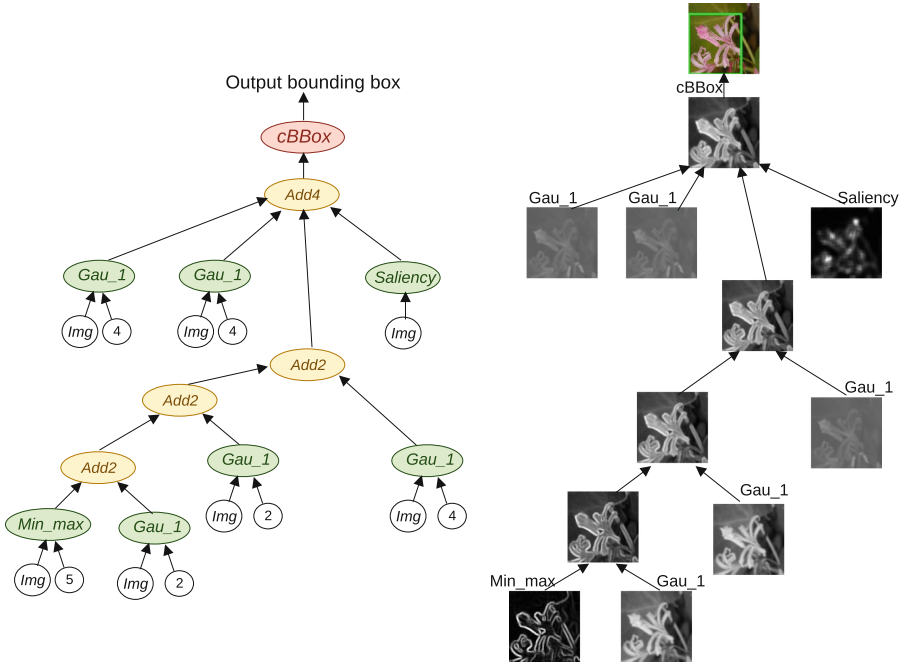 Output bounding box
cBBox
Add4
Gau_1 Gau_1 Saliency
Img 4 Img 4 Img
Add2
Add2
Add2 Gau_1 Gau_1
Img 2 Img 4
Min_max Gau_1
Img 5 Img 2
cBBox
Gau_1 Gau_1 Saliency
Gau_1
Gau_1
Min_max Gau_1